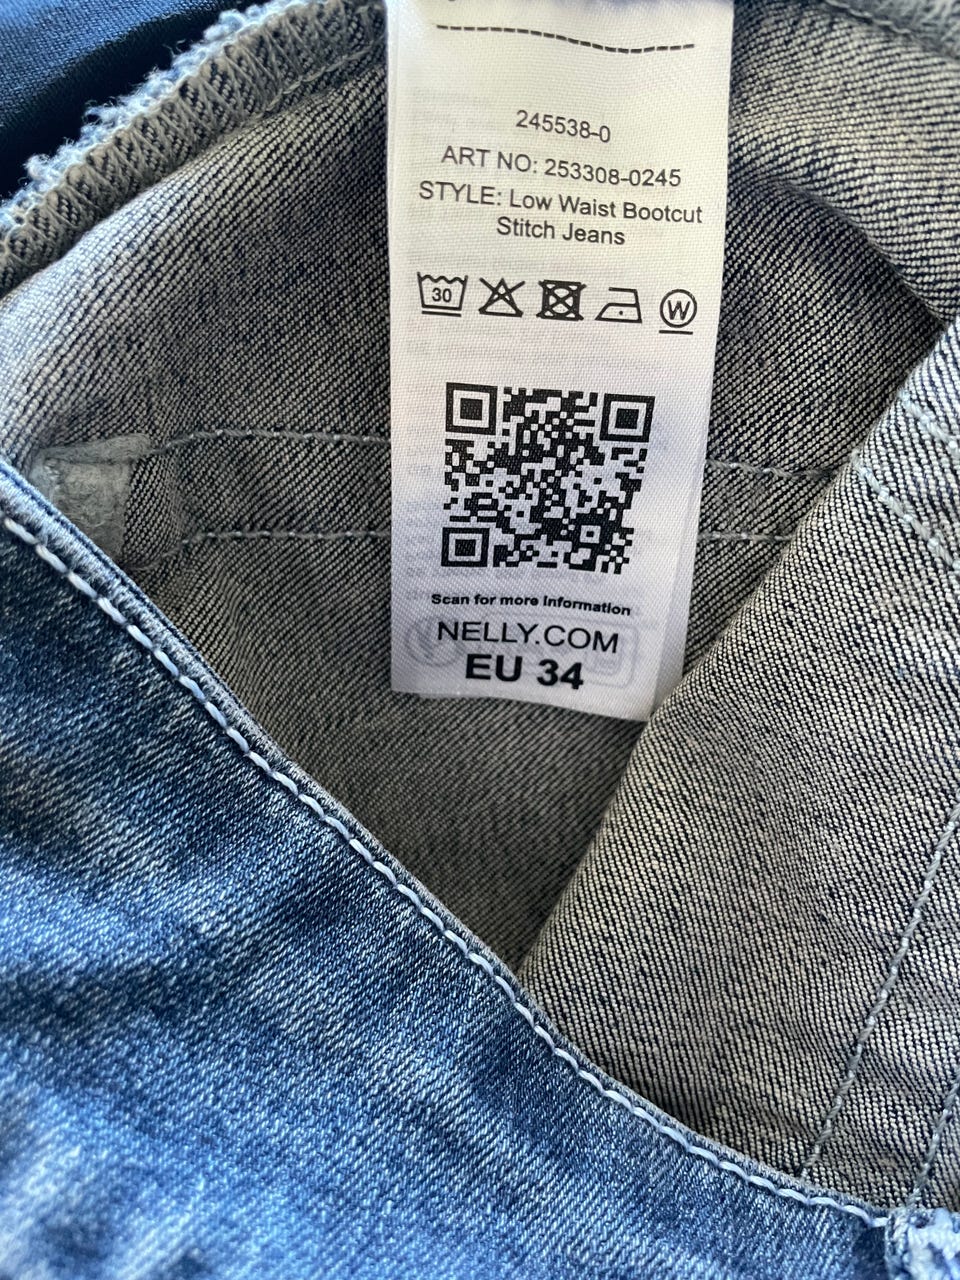 245538-0
ART NO: 253308-0245
STYLE: Low Waist Bootcut
Stitch Jeans
30
W
Scan for more information
NELLY.COM
EU 34